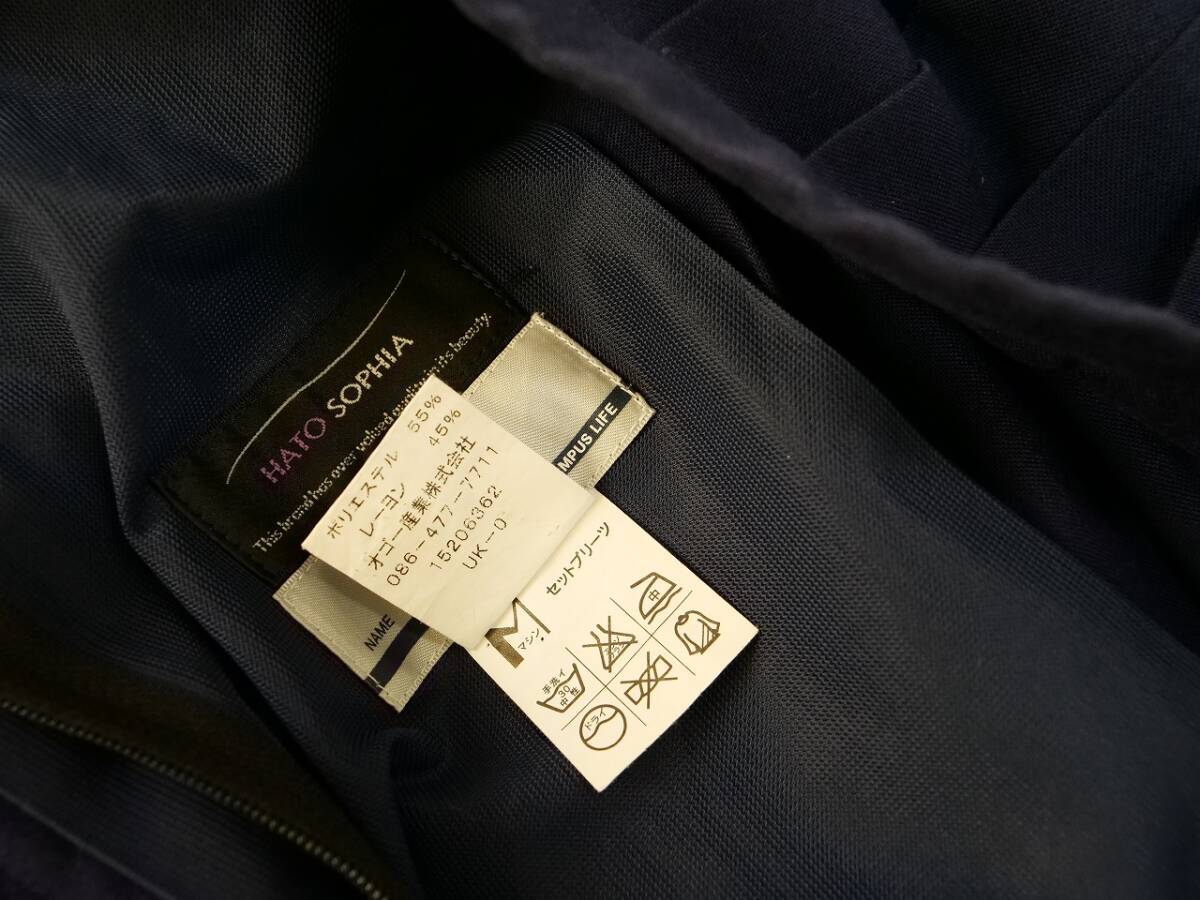 HATO SOPHIA
This brand has over valued quality in its beauty.
ポリエステル 55%
レーヨン 45%
オゴー産業株式会社
086-477-7711
15206362
UK-0
MPUS LIFE
NAME
M
マシン
セットプリーツ
手洗イ
30
中性
中
ドライ